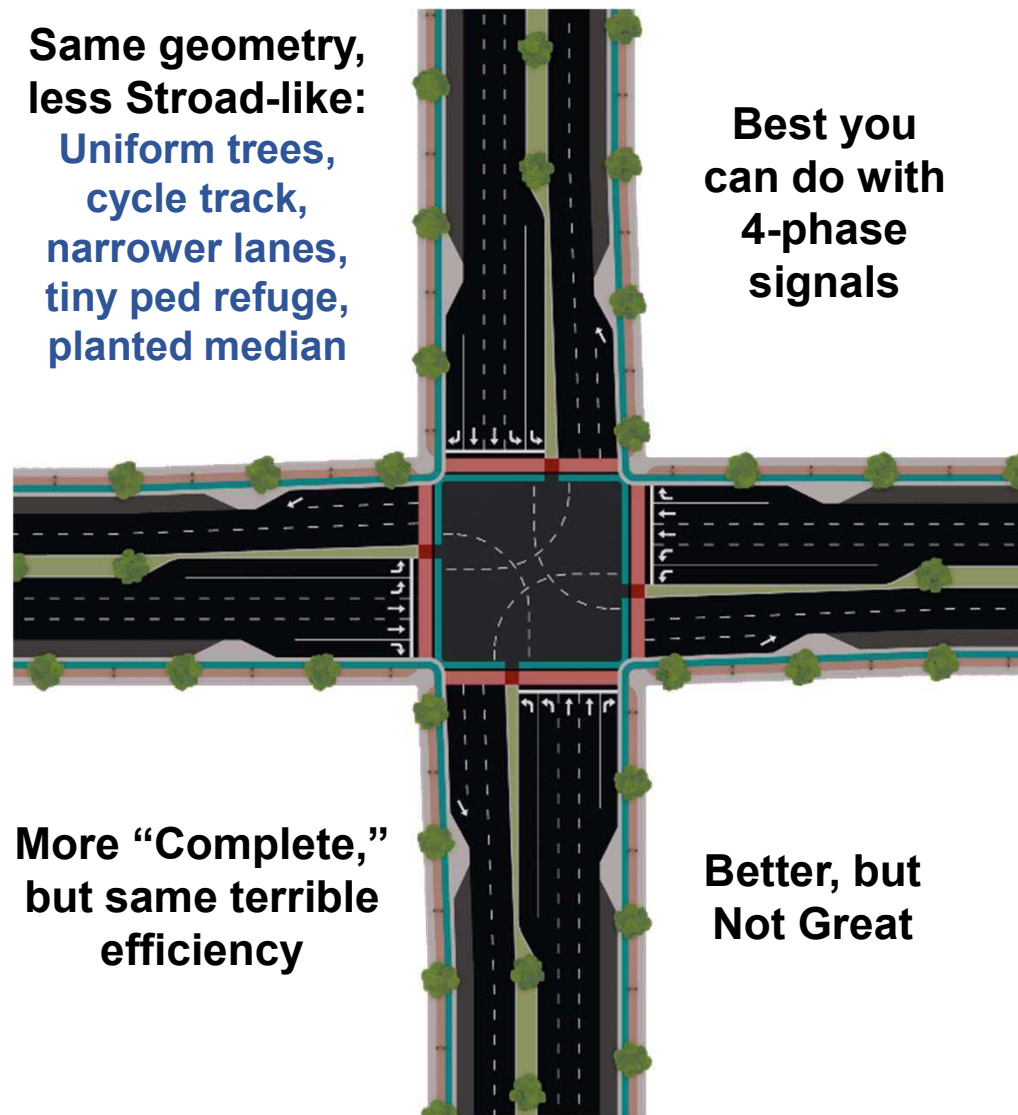 Same geometry,
less Stroad-like:
Uniform trees,
cycle track,
narrower lanes,
tiny ped refuge,
planted median
Best you
can do with
4-phase
signals
More “Complete,”
but same terrible
efficiency
Better, but
Not Great